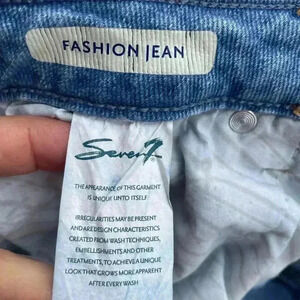 FASHION JEAN
Seven7
THE APPEARANCE OF THIS GARMENT
IS UNIQUE UNTO ITSELF
IRREGULARITIES MAY BE PRESENT
AND ARE DESIGN CHARACTERISTICS
CREATED FROM WASH TECHNIQUES,
EMBELLISHMENTS AND OTHER
TREATMENTS, TO ACHIEVE A UNIQUE
LOOK THAT GROWS MORE APPARENT
AFTER EVERY WASH